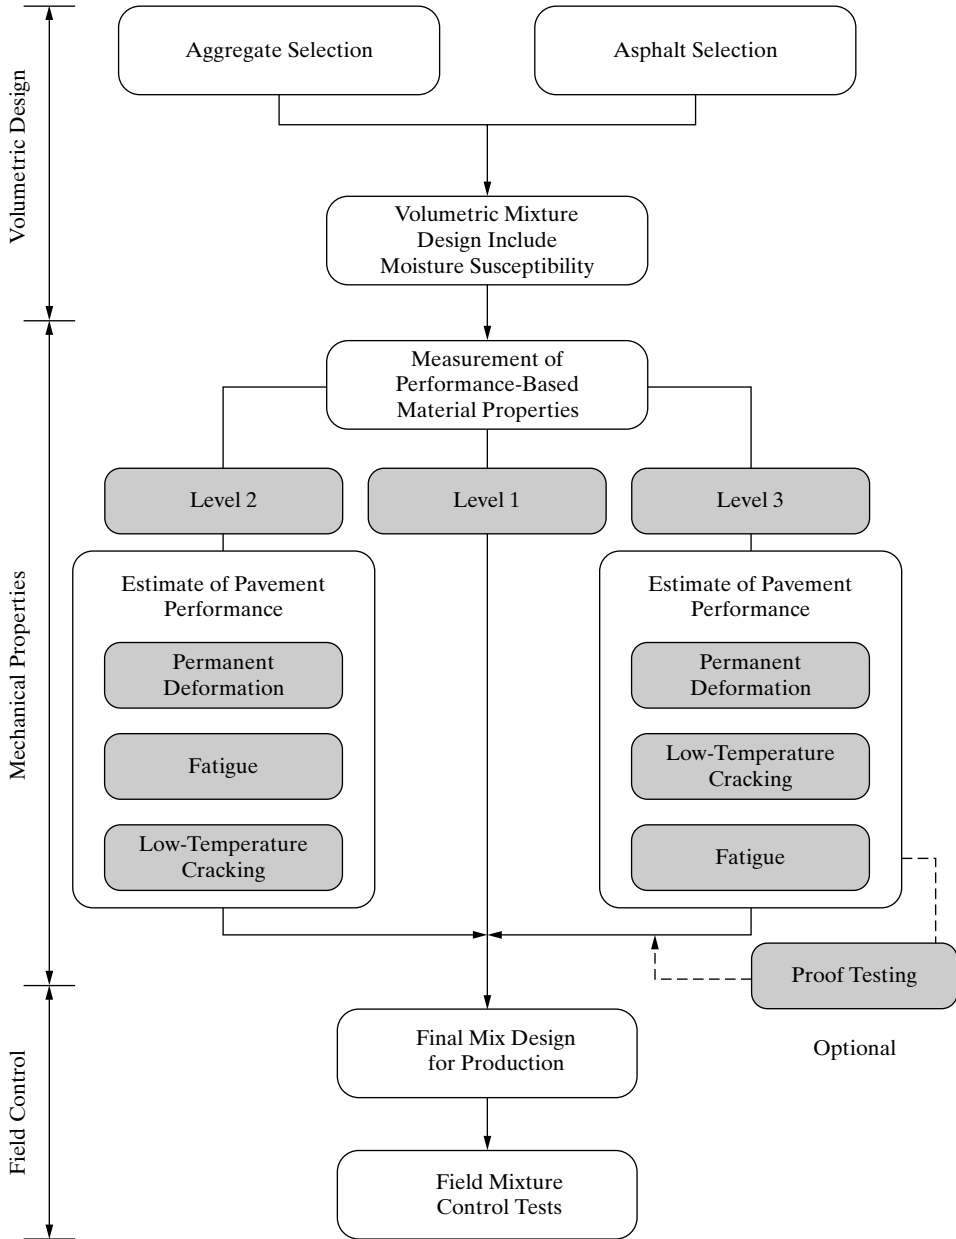 Aggregate Selection
Asphalt Selection
Volumetric Design
Volumetric Mixture
Design Include
Moisture Susceptibility
Measurement of
Performance-Based
Material Properties
Level 2
Level 1
Level 3
Mechanical Properties
Estimate of Pavement
Performance
Permanent
Deformation
Fatigue
Low-Temperature
Cracking
Estimate of Pavement
Performance
Permanent
Deformation
Low-Temperature
Cracking
Fatigue
Proof Testing
Optional
Field Control
Final Mix Design
for Production
Field Mixture
Control Tests